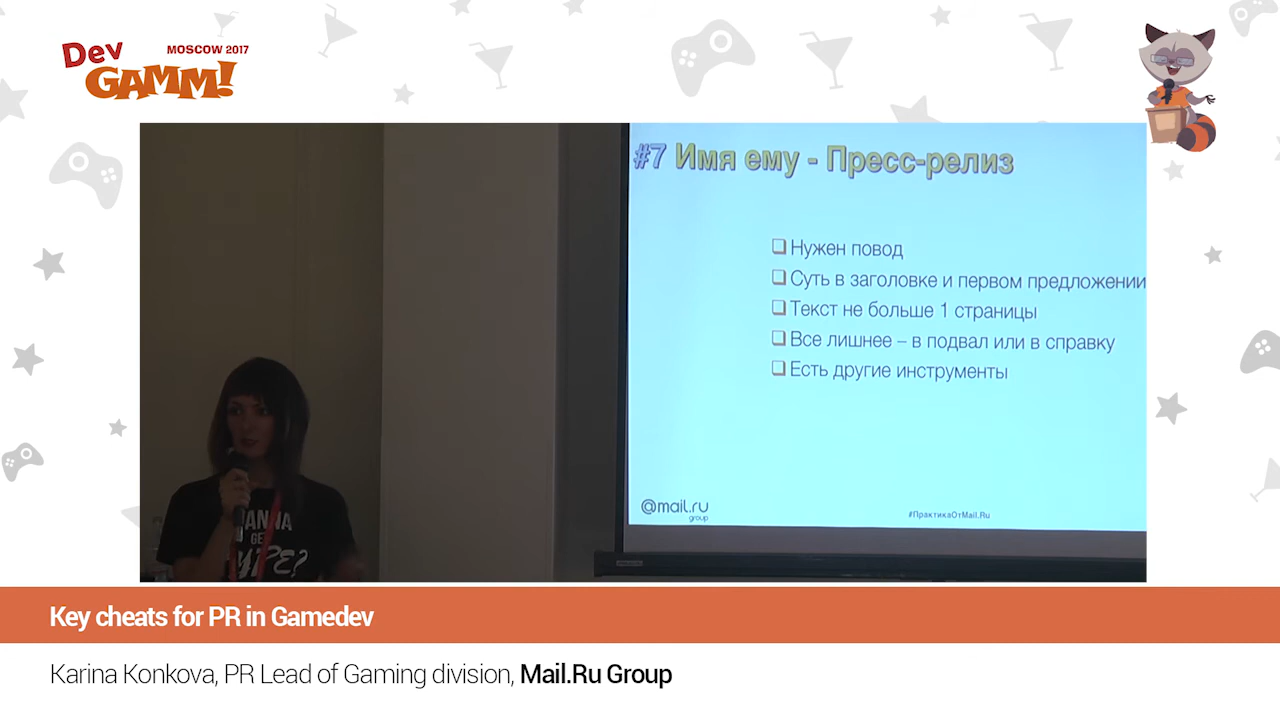 Dev
GAMM!
MOSCOW 2017
#7 Имя ему - Пресс-релиз
❑ Нужен повод
❑ Суть в заголовке и первом предложении
❑ Текст не больше 1 страницы
❑ Все лишнее – в подвал или в справку
❑ Есть другие инструменты
@mail.ru
group
#ПрактикаОтMail.Ru
Key cheats for PR in Gamedev
Karina Konkova, PR Lead of Gaming division, Mail.Ru Group